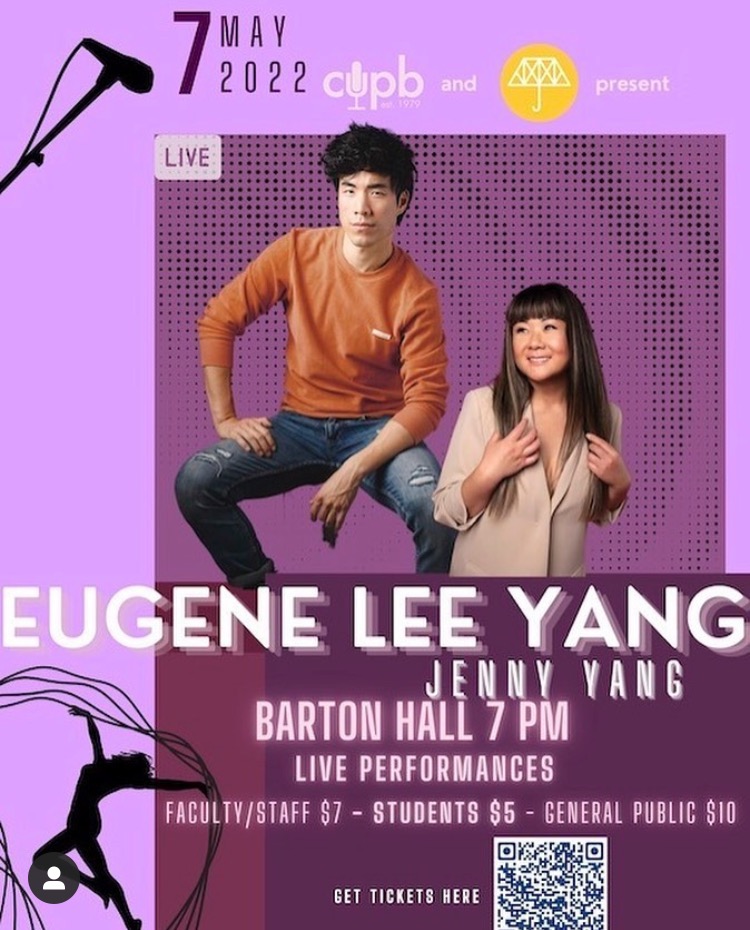 7 MAY
2022
cupb and present
est. 1979
LIVE
EUGENE LEE YANG
JENNY YANG
BARTON HALL 7 PM
LIVE PERFORMANCES
FACULTY/STAFF $7 - STUDENTS $5 - GENERAL PUBLIC $10
GET TICKETS HERE